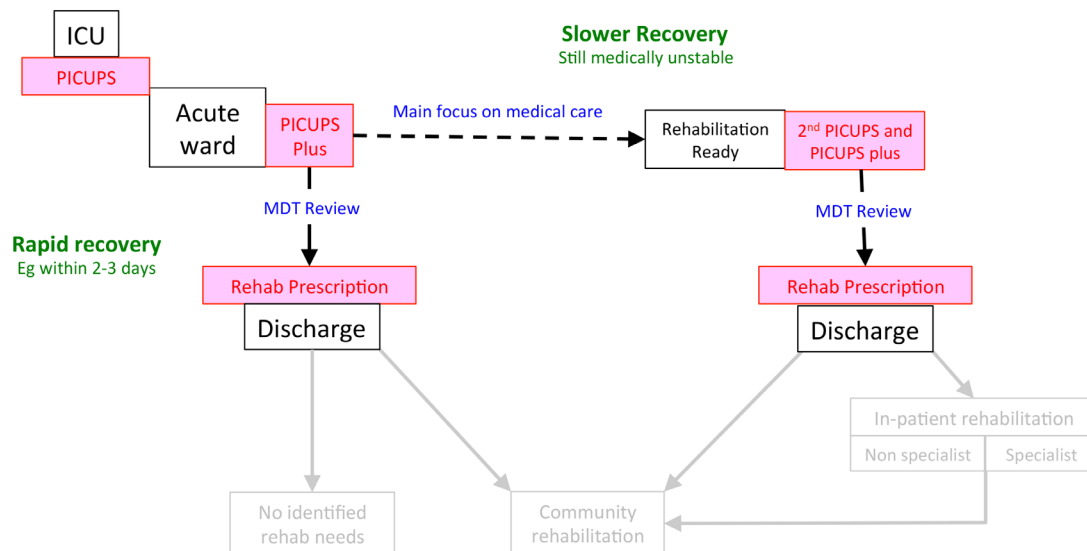 ICU
PICUPS
Slower Recovery
Still medically unstable
Acute
ward
PICUPS
Plus
Main focus on medical care
Rehabilitation
Ready
2nd PICUPS and
PICUPS plus
MDT Review
MDT Review
Rapid recovery
Eg within 2-3 days
Rehab Prescription
Discharge
Rehab Prescription
Discharge
In-patient rehabilitation
Non specialist
Specialist
No identified
rehab needs
Community
rehabilitation